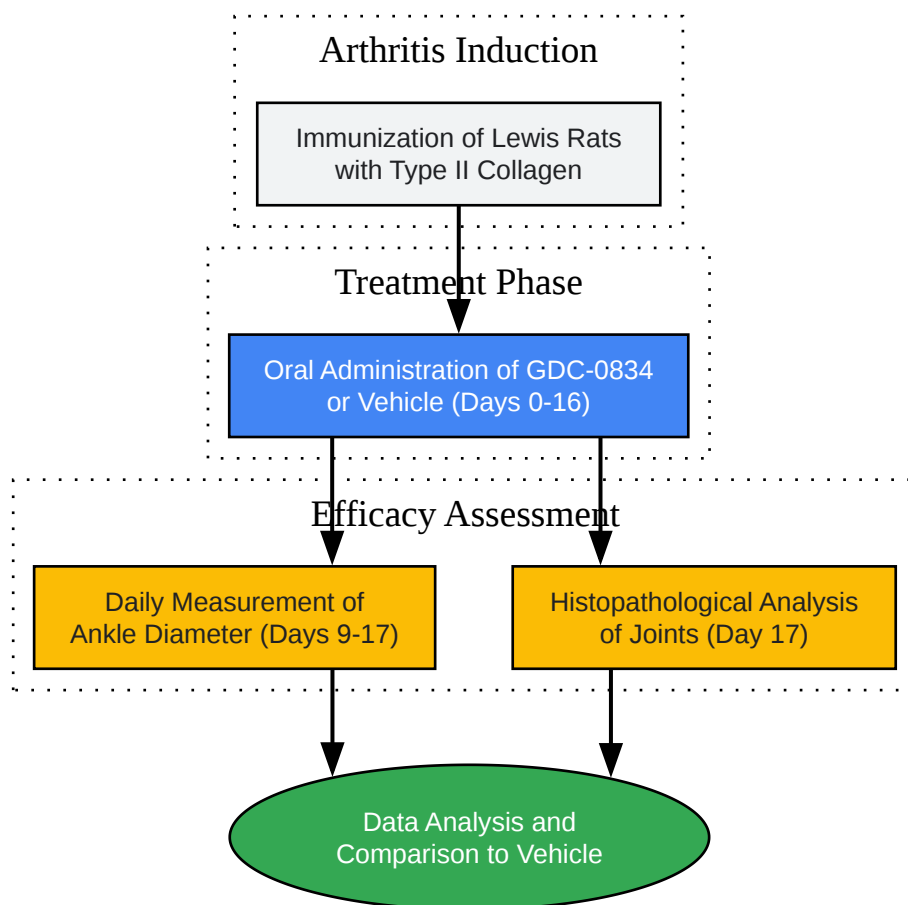 Arthritis Induction
Immunization of Lewis Rats
with Type II Collagen
Treatment Phase
Oral Administration of GDC-0834
or Vehicle (Days 0-16)
Efficacy Assessment
Daily Measurement of
Ankle Diameter (Days 9-17)
Histopathological Analysis
of Joints (Day 17)
Data Analysis and
Comparison to Vehicle